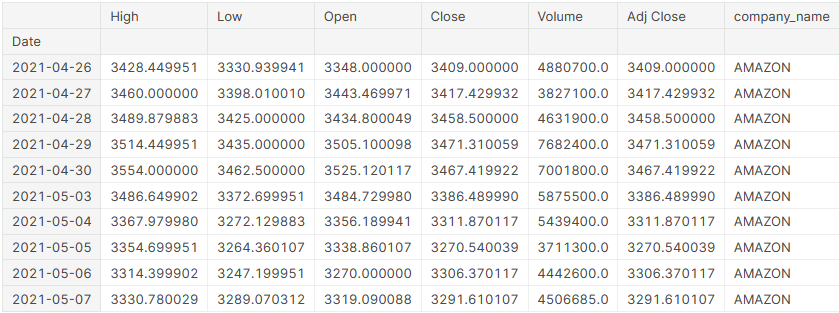 High Low Open Close Volume Adj Close company_name
Date
2021-04-26 3428.449951 3330.939941 3348.000000 3409.000000 4880700.0 3409.000000 AMAZON
2021-04-27 3460.000000 3398.010010 3443.469971 3417.429932 3827100.0 3417.429932 AMAZON
2021-04-28 3489.879883 3425.000000 3434.800049 3458.500000 4631900.0 3458.500000 AMAZON
2021-04-29 3514.449951 3435.000000 3505.100098 3471.310059 7682400.0 3471.310059 AMAZON
2021-04-30 3554.000000 3462.500000 3525.120117 3467.419922 7001800.0 3467.419922 AMAZON
2021-05-03 3486.649902 3372.699951 3484.729980 3386.489990 5875500.0 3386.489990 AMAZON
2021-05-04 3367.979980 3272.129883 3356.189941 3311.870117 5439400.0 3311.870117 AMAZON
2021-05-05 3354.699951 3264.360107 3338.860107 3270.540039 3711300.0 3270.540039 AMAZON
2021-05-06 3314.399902 3247.199951 3270.000000 3306.370117 4442600.0 3306.370117 AMAZON
2021-05-07 3330.780029 3289.070312 3319.090088 3291.610107 4506685.0 3291.610107 AMAZON